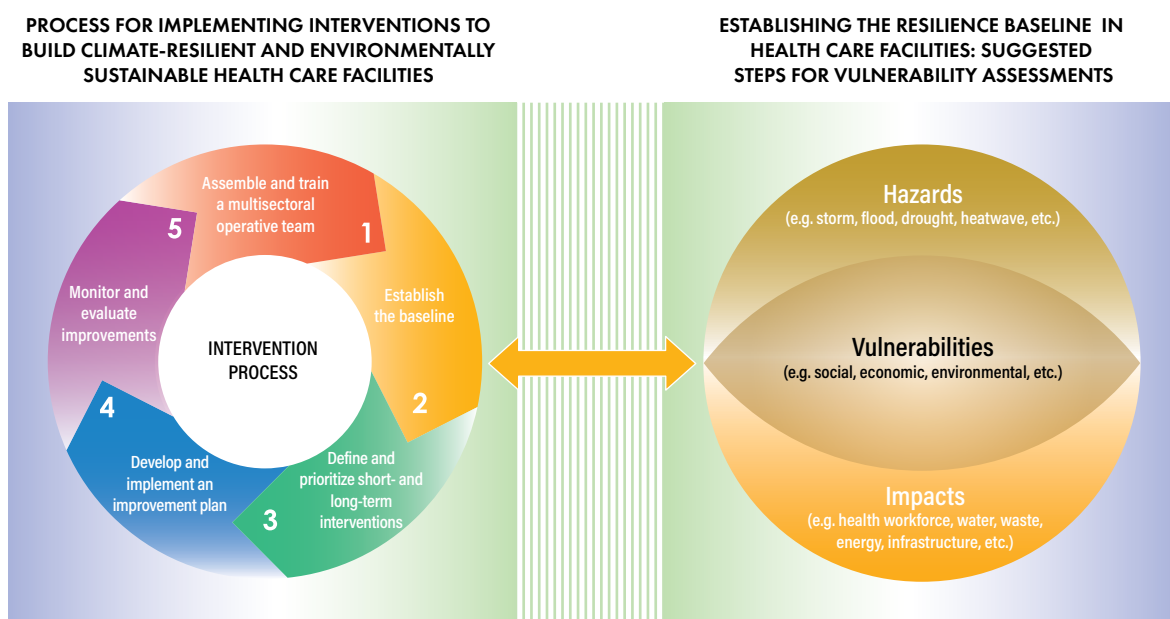 PROCESS FOR IMPLEMENTING INTERVENTIONS TO
BUILD CLIMATE-RESILIENT AND ENVIRONMENTALLY
SUSTAINABLE HEALTH CARE FACILITIES
Assemble and train
a multisectoral
operative team
1
Establish
the baseline
2
Define and
prioritize short- and
long-term
interventions
3
Develop and
implement an
improvement plan
4
Monitor and
evaluate
improvements
5
INTERVENTION
PROCESS
ESTABLISHING THE RESILIENCE BASELINE IN
HEALTH CARE FACILITIES: SUGGESTED
STEPS FOR VULNERABILITY ASSESSMENTS
Hazards
(e.g. storm, flood, drought, heatwave, etc.)
Vulnerabilities
(e.g. social, economic, environmental, etc.)
Impacts
(e.g. health workforce, water, waste,
energy, infrastructure, etc.)